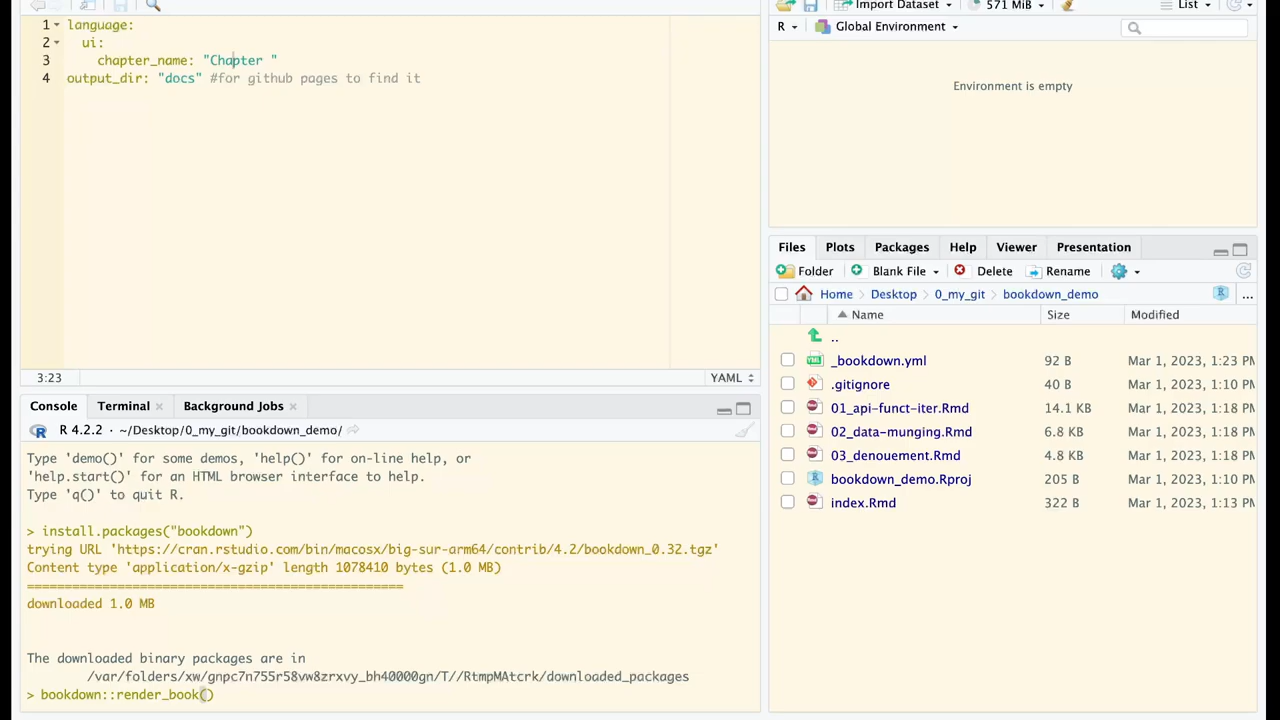 Import Dataset
571 MiB
List
1 language:
2 ui:
3 chapter_name: "Chapter "
4 output_dir: "docs" #for github pages to find it
R
Global Environment
Environment is empty
3:23
YAML
Files
Plots
Packages
Help
Viewer
Presentation
Folder
Blank File
Delete
Rename
Home
Desktop
0_my_git
bookdown_demo
...
Name
Size
Modified
..
_bookdown.yml
92 B
Mar 1, 2023, 1:23 PM
.gitignore
40 B
Mar 1, 2023, 1:10 PM
01_api-funct-iter.Rmd
14.1 KB
Mar 1, 2023, 1:18 PM
02_data-munging.Rmd
6.8 KB
Mar 1, 2023, 1:18 PM
03_denouement.Rmd
4.8 KB
Mar 1, 2023, 1:18 PM
bookdown_demo.Rproj
205 B
Mar 1, 2023, 1:10 PM
index.Rmd
322 B
Mar 1, 2023, 1:13 PM
Console
Terminal
Background Jobs
R 4.2.2 · ~/Desktop/0_my_git/bookdown_demo/
Type 'demo()' for some demos, 'help()' for on-line help, or
'help.start()' for an HTML browser interface to help.
Type 'q()' to quit R.
> install.packages("bookdown")
trying URL 'https://cran.rstudio.com/bin/macosx/big-sur-arm64/contrib/4.2/bookdown_0.32.tgz'
Content type 'application/x-gzip' length 1078410 bytes (1.0 MB)
==================================================
downloaded 1.0 MB
The downloaded binary packages are in
/var/folders/xw/gnpc7n755r58vw8zrxvy_bh40000gn/T//RtmpMAtcrk/downloaded_packages
> bookdown::render_book()